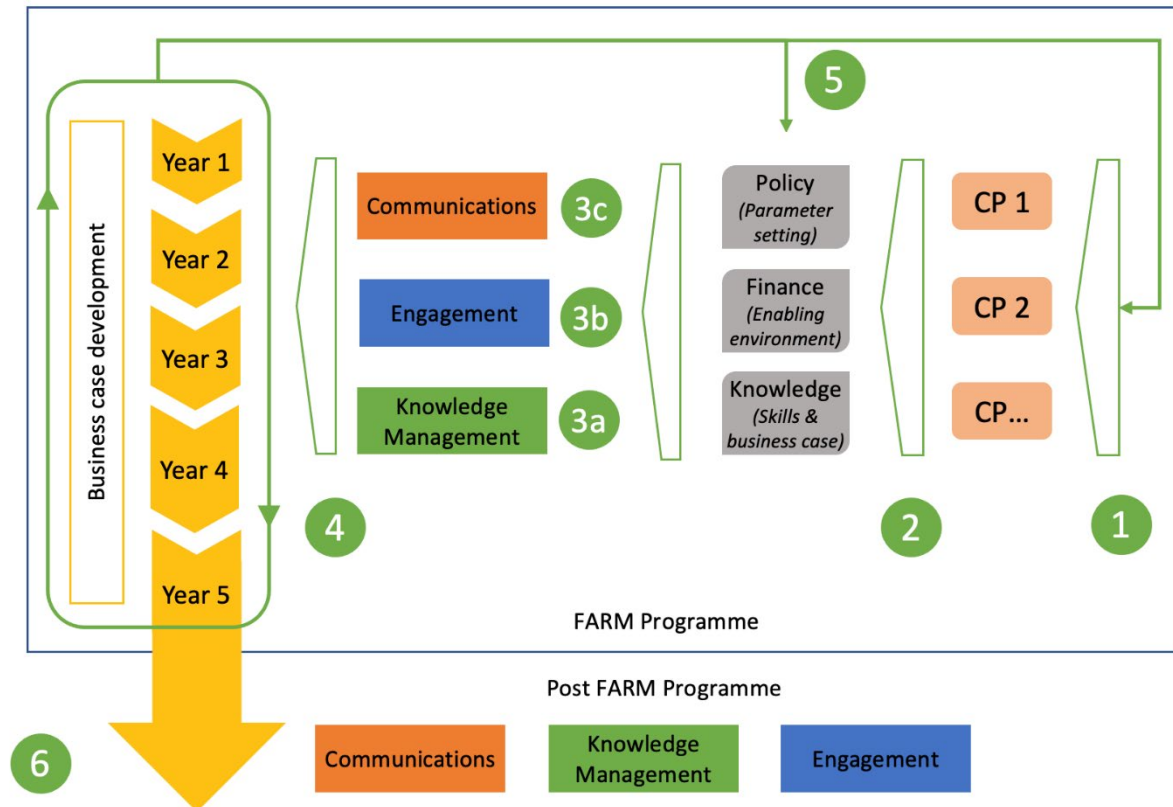 5
Business case development
Year 1
Year 2
Year 3
Year 4
Year 5
Communications
3c
Engagement
3b
Knowledge
Management
3a
Policy
(Parameter
setting)
Finance
(Enabling
environment)
Knowledge
(Skills &
business case)
CP 1
CP 2
CP...
4
2
1
FARM Programme
Post FARM Programme
6
Communications
Knowledge
Management
Engagement